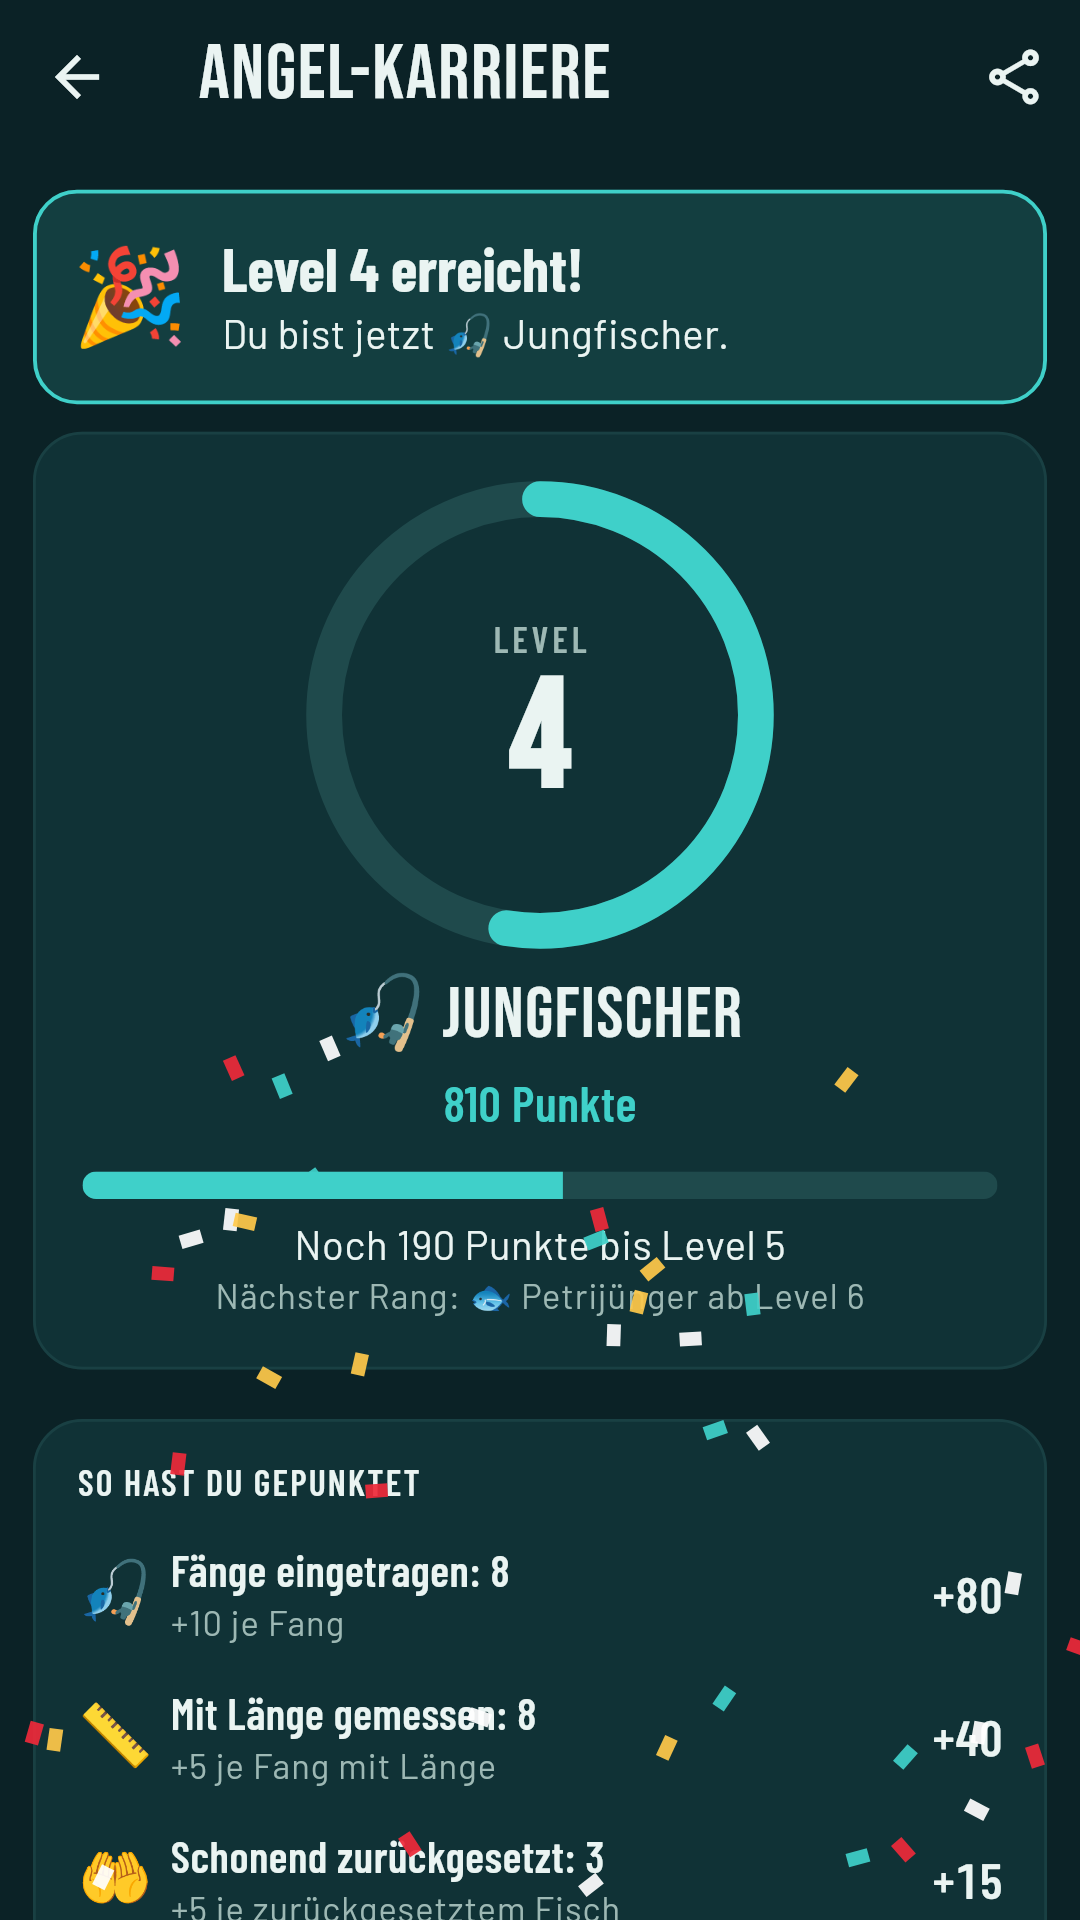 ANGEL-KARRIERE
Level 4 erreicht!
Du bist jetzt 🎣 Jungfischer.
LEVEL
4
🎣 JUNGFISCHER
810 Punkte
Noch 190 Punkte bis Level 5
Nächster Rang: 🐟 Petrijünger ab Level 6
SO HAST DU GEPUNKTET
Fänge eingetragen: 8
+10 je Fang
+80
Mit Länge gemessen: 8
+5 je Fang mit Länge
+40
Schonend zurückgesetzt: 3
+5 je zurückgesetztem Fisch
+15